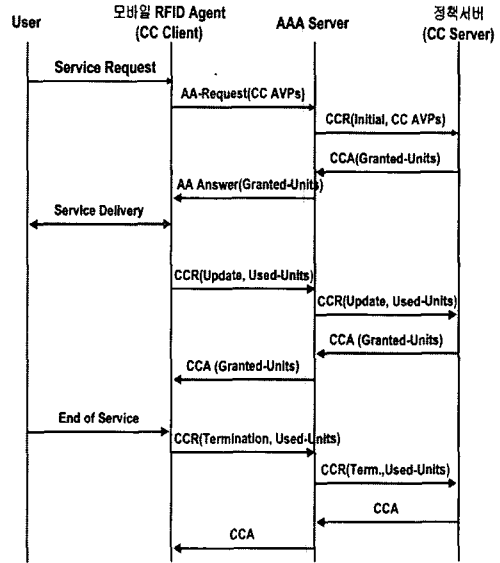 User
모바일 RFID Agent
(CC Client)
AAA Server
정책서버
(CC Server)
Service Request
AA-Request(CC AVPs)
CCR(Initial, CC AVPs)
CCA(Granted-Units)
AA Answer(Granted-Units)
Service Delivery
CCR(Update, Used-Units)
CCR(Update, Used-Units)
CCA (Granted-Units)
CCA (Granted-Units)
End of Service
CCR(Termination, Used-Units)
CCR(Term.,Used-Units)
CCA
CCA